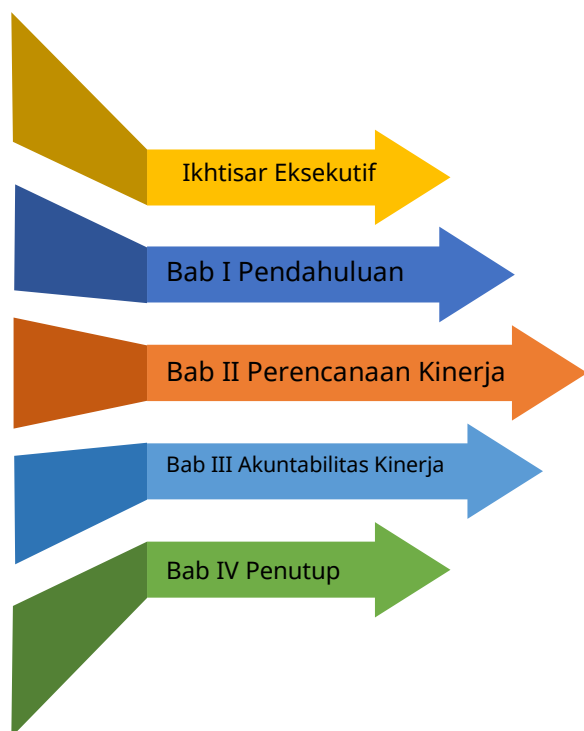 Ikhtisar Eksekutif
Bab I Pendahuluan
Bab II Perencanaan Kinerja
Bab III Akuntabilitas Kinerja
Bab IV Penutup